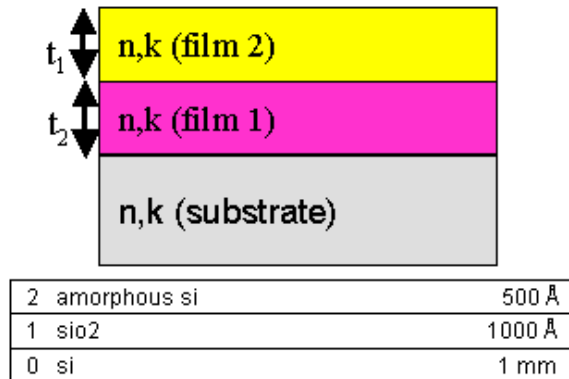 t1
n,k (film 2)
t2
n,k (film 1)
n,k (substrate)
2 amorphous si 500 Å
1 sio2 1000 Å
0 si 1 mm